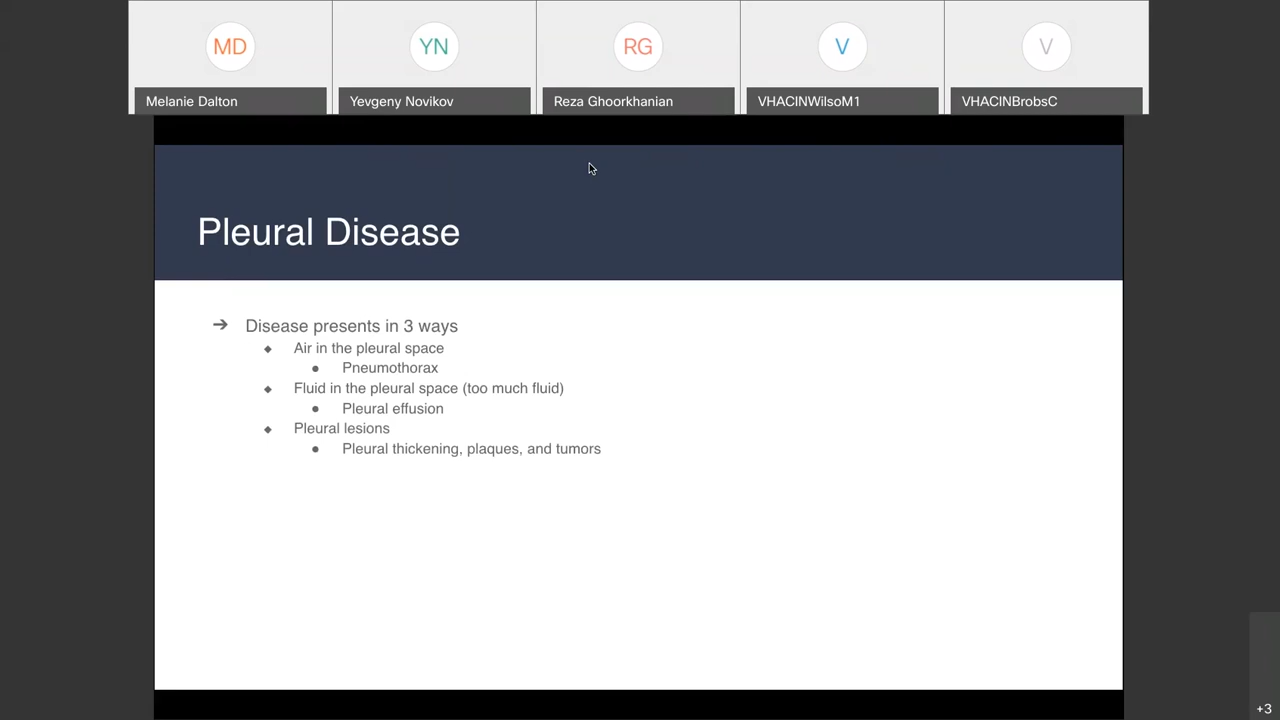 MD
YN
RG
V
V
Melanie Dalton
Yevgeny Novikov
Reza Ghoorkhanian
VHACINWilsoM1
VHACINBrobsC
Pleural Disease
➔ Disease presents in 3 ways
◆ Air in the pleural space
● Pneumothorax
◆ Fluid in the pleural space (too much fluid)
● Pleural effusion
◆ Pleural lesions
● Pleural thickening, plaques, and tumors
+3